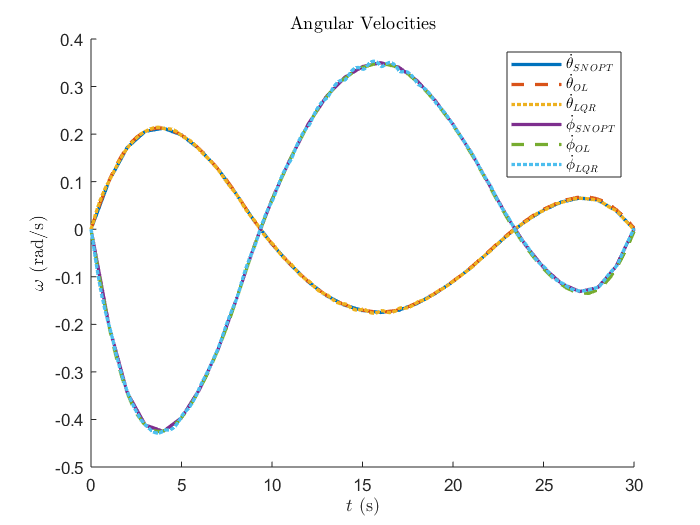 Angular Velocities
0.4
0.3
0.2
0.1
0
-0.1
-0.2
-0.3
-0.4
-0.5
ω (rad/s)
0 5 10 15 20 25 30
t (s)
θ̇_SNOPT
θ̇_OL
θ̇_LQR
ϕ̇_SNOPT
ϕ̇_OL
ϕ̇_LQR